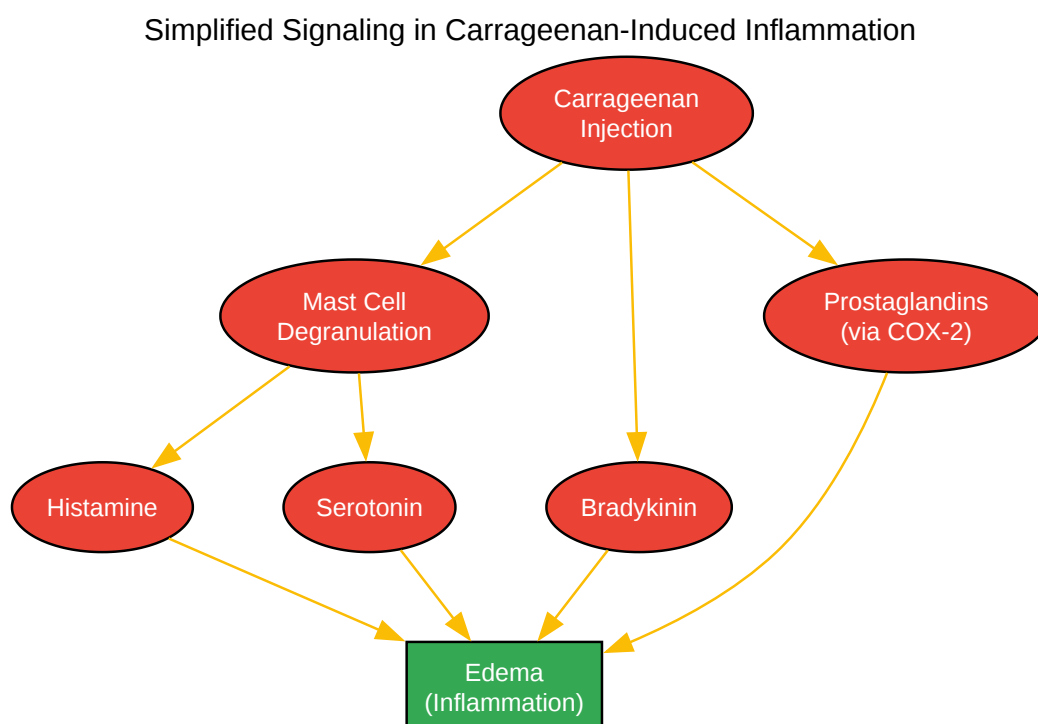 Simplified Signaling in Carrageenan-Induced Inflammation
Carrageenan
Injection
Mast Cell
Degranulation
Prostaglandins
(via COX-2)
Histamine
Serotonin
Bradykinin
Edema
(Inflammation)